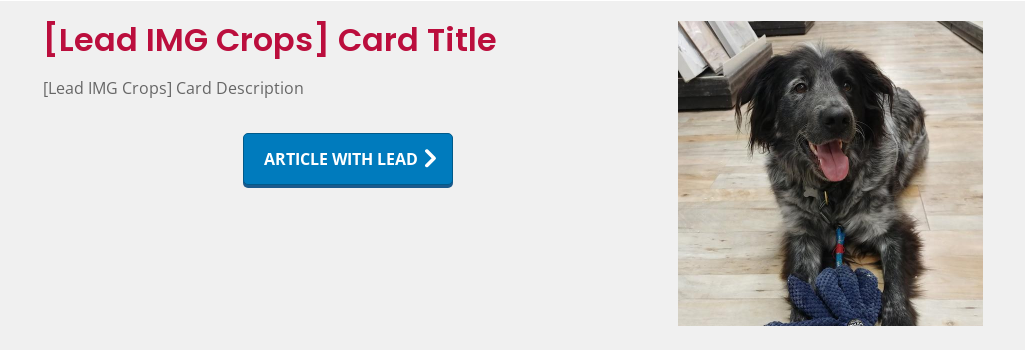 [Lead IMG Crops] Card Title
[Lead IMG Crops] Card Description
ARTICLE WITH LEAD